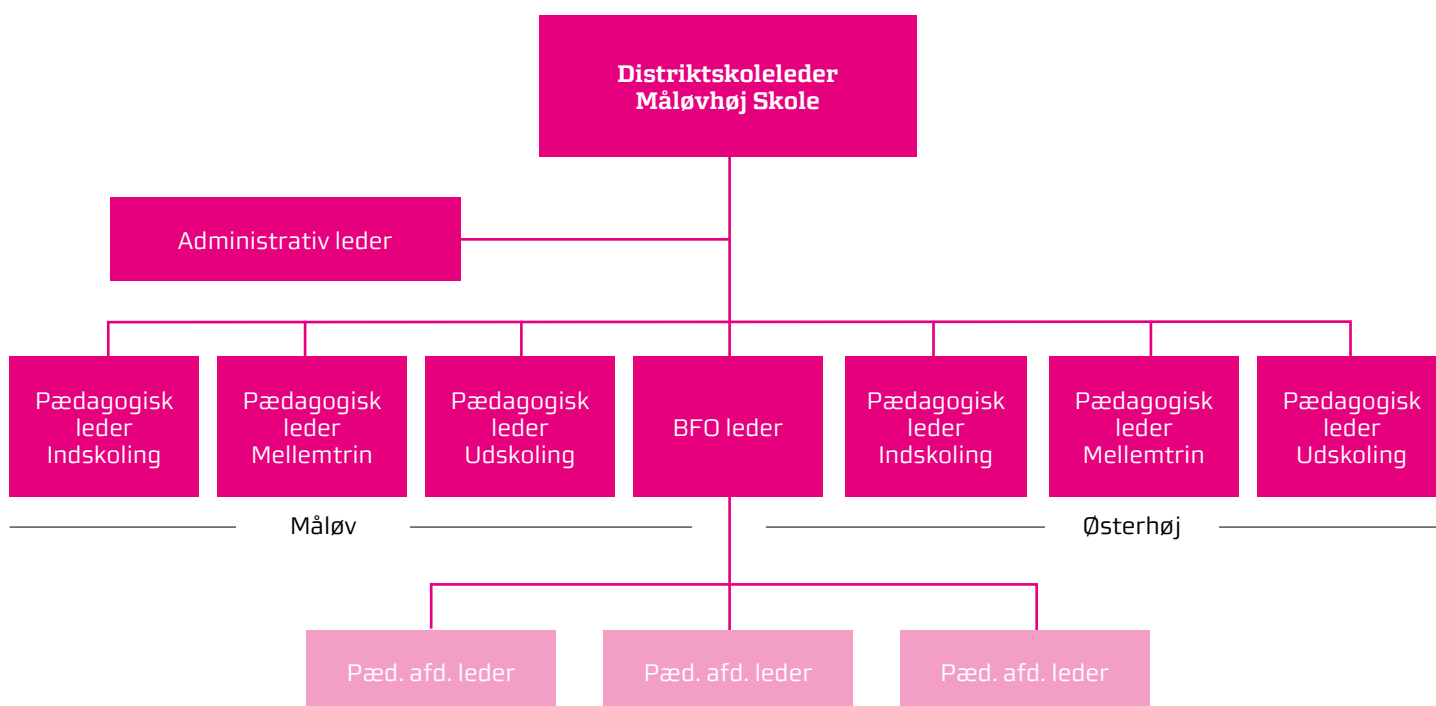 Distriktskoleleder
Måløvhøj Skole
Administrativ leder
Pædagogisk
leder
Indskoling
Pædagogisk
leder
Mellemtrin
Pædagogisk
leder
Udskoling
BFO leder
Pædagogisk
leder
Indskoling
Pædagogisk
leder
Mellemtrin
Pædagogisk
leder
Udskoling
Måløv
Østerhøj
Pæd. afd. leder
Pæd. afd. leder
Pæd. afd. leder